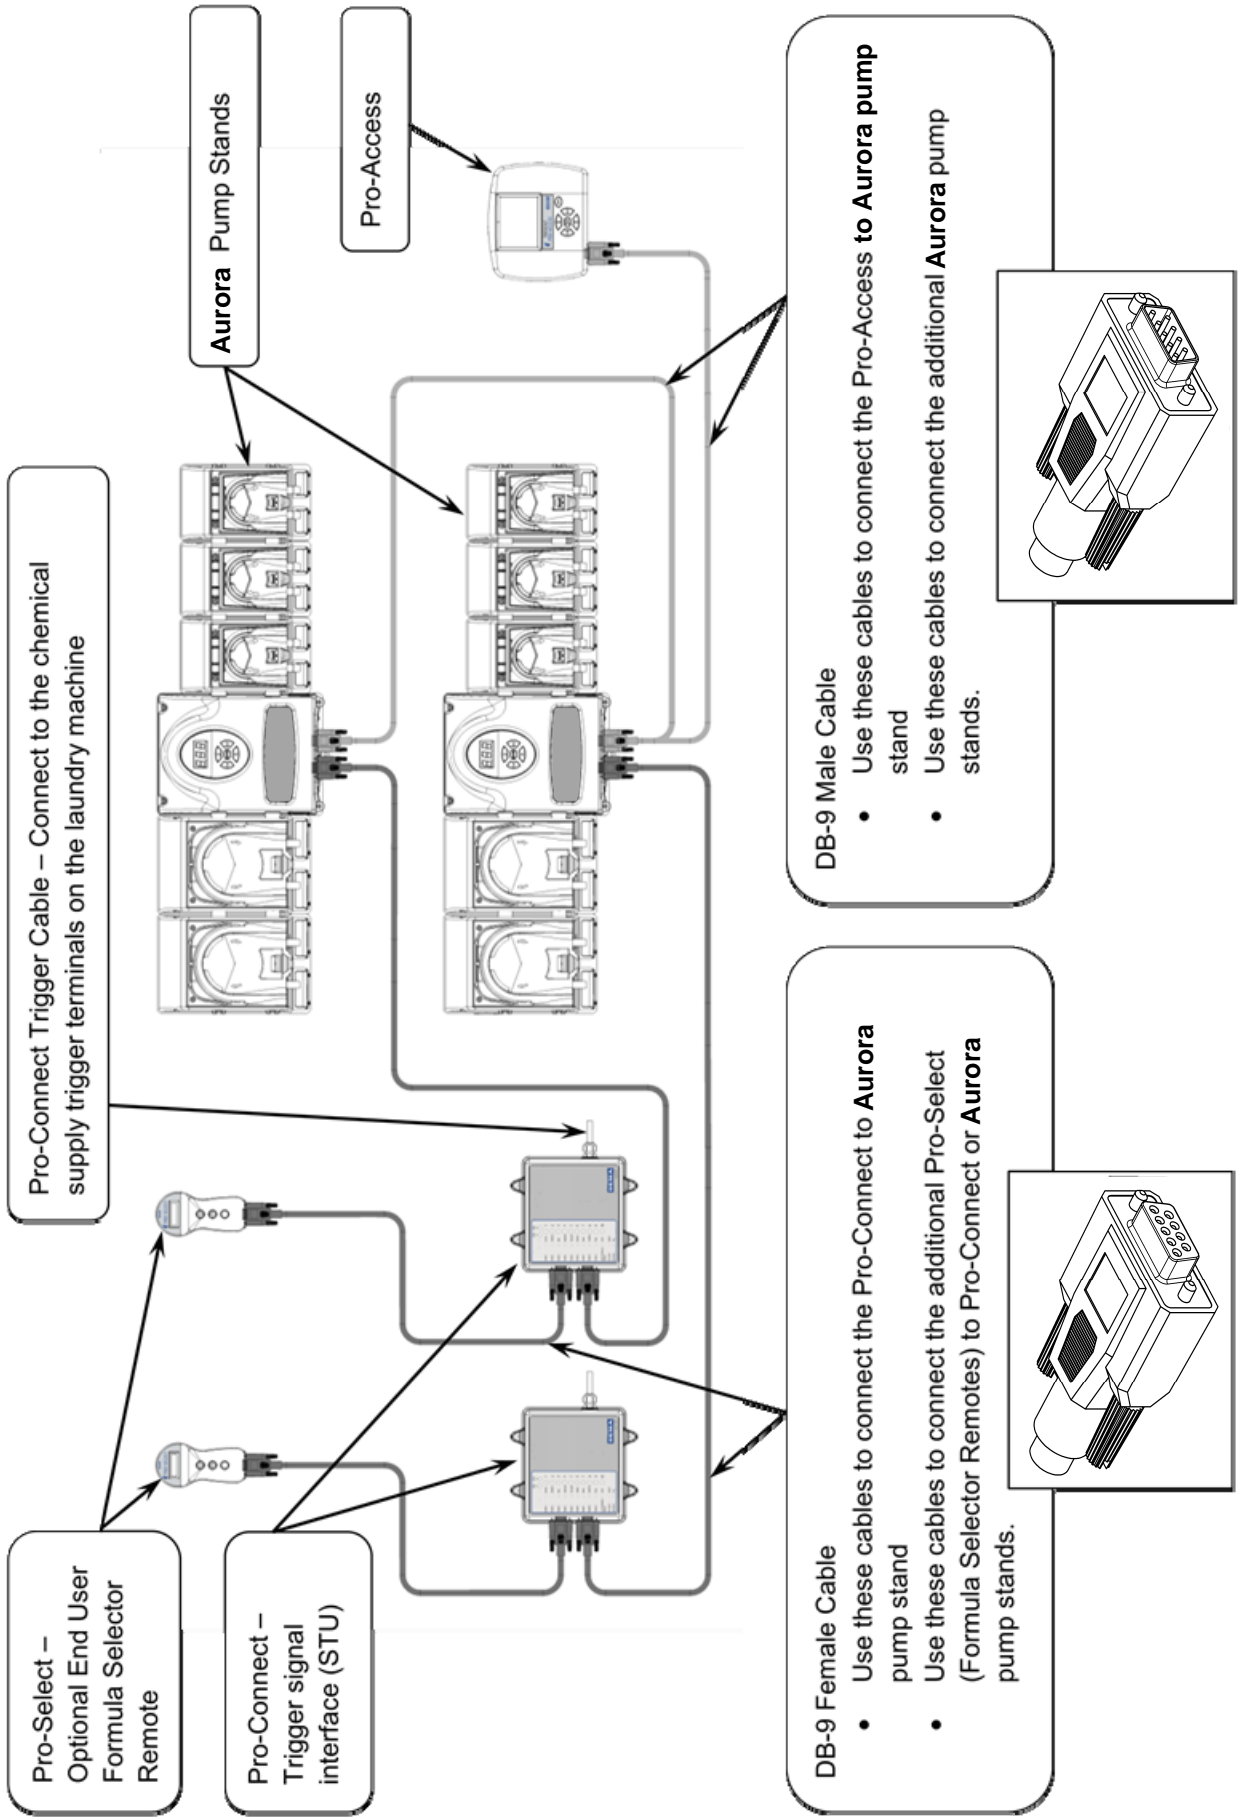 Pro-Connect Trigger Cable – Connect to the chemical
supply trigger terminals on the laundry machine
Aurora Pump Stands
Pro-Access
Pro-Select –
Optional End User
Formula Selector
Remote
Pro-Connect –
Trigger signal
interface (STU)
DB-9 Female Cable
• Use these cables to connect the Pro-Connect to Aurora
pump stand
• Use these cables to connect the additional Pro-Select
(Formula Selector Remotes) to Pro-Connect or Aurora
pump stands.
DB-9 Male Cable
• Use these cables to connect the Pro-Access to Aurora pump
stand
• Use these cables to connect the additional Aurora pump
stands.